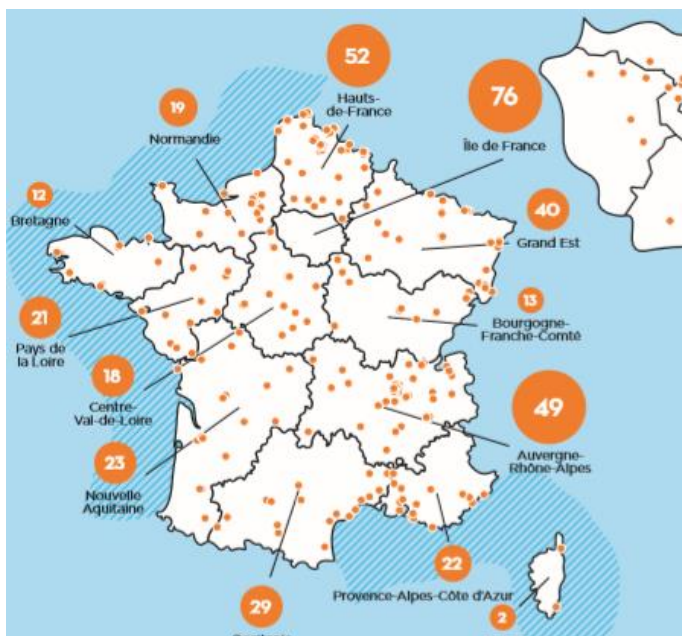 52
Hauts-
de-France
76
Île de France
19
Normandie
12
Bretagne
40
Grand Est
13
Bourgogne-
Franche-Comté
21
Pays de
la Loire
18
Centre-
Val-de-Loire
49
Auvergne-
Rhône-Alpes
23
Nouvelle
Aquitaine
22
Provence-Alpes-Côte d'Azur
2
29